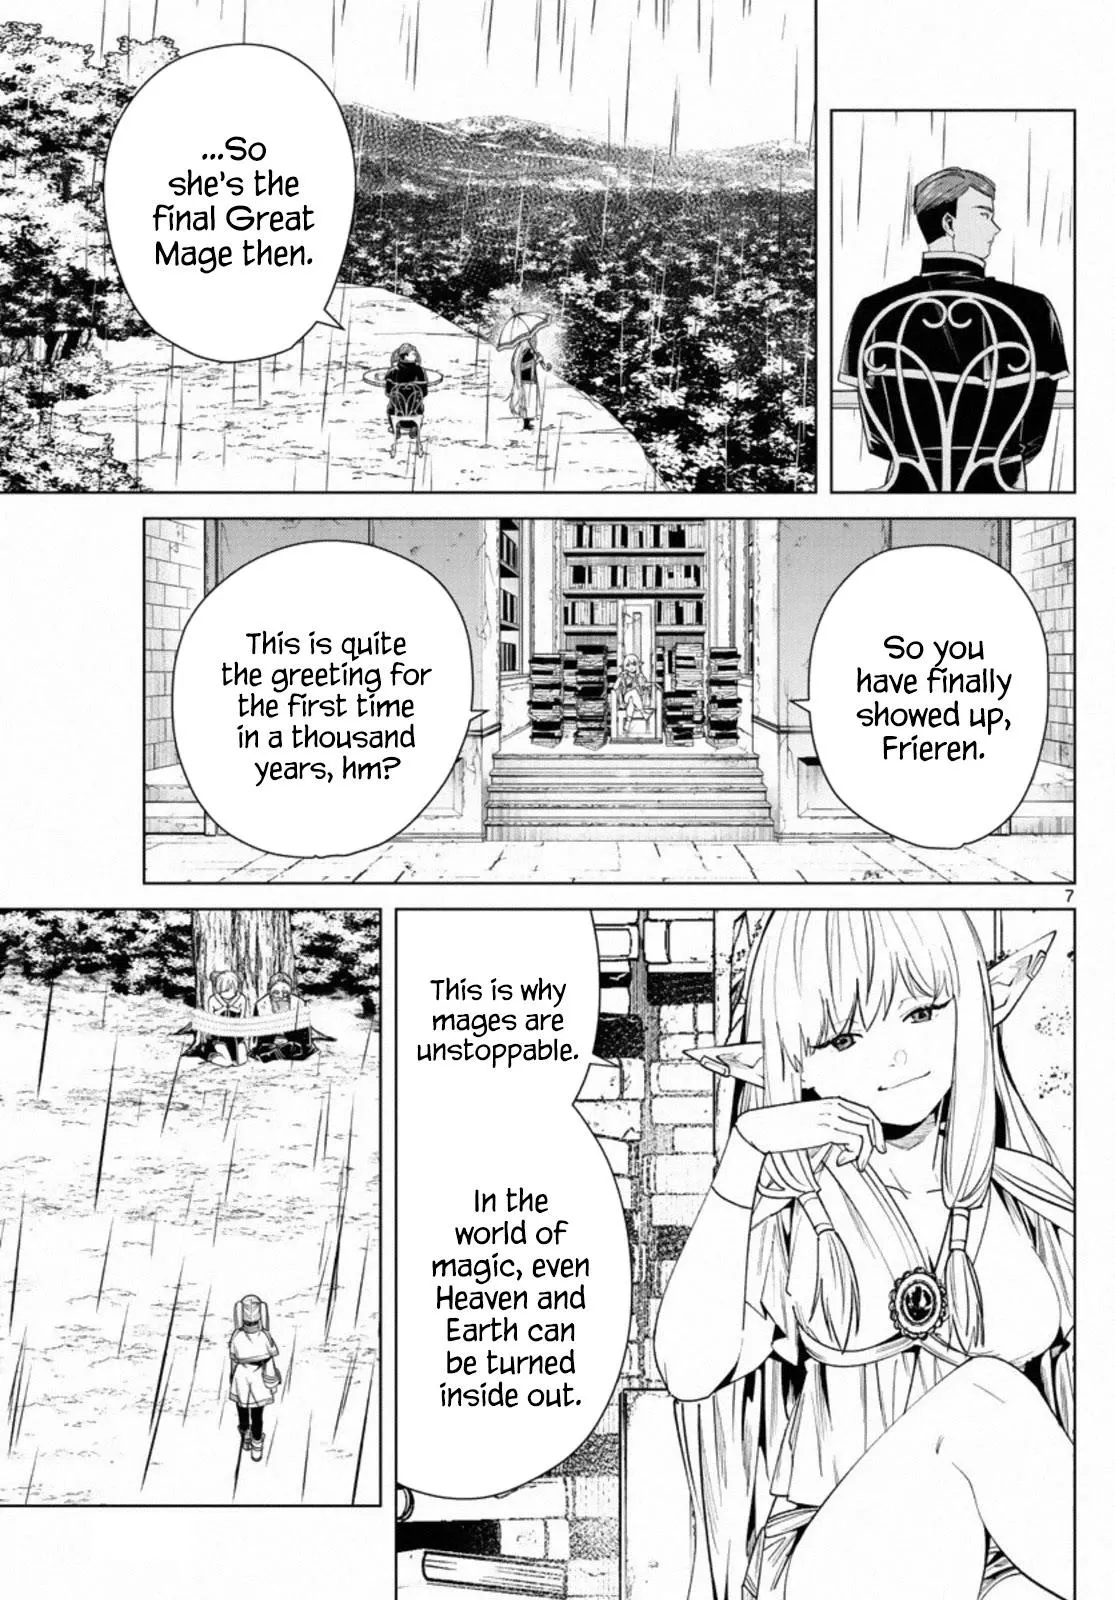 ...So
she's the
final Great
Mage then.
So you
have finally
showed up,
Frieren.
This is quite
the greeting for
the first time
in a thousand
years, hm?
7
This is why
mages are
unstoppable.
In the
world of
magic, even
Heaven and
Earth can
be turned
inside out.